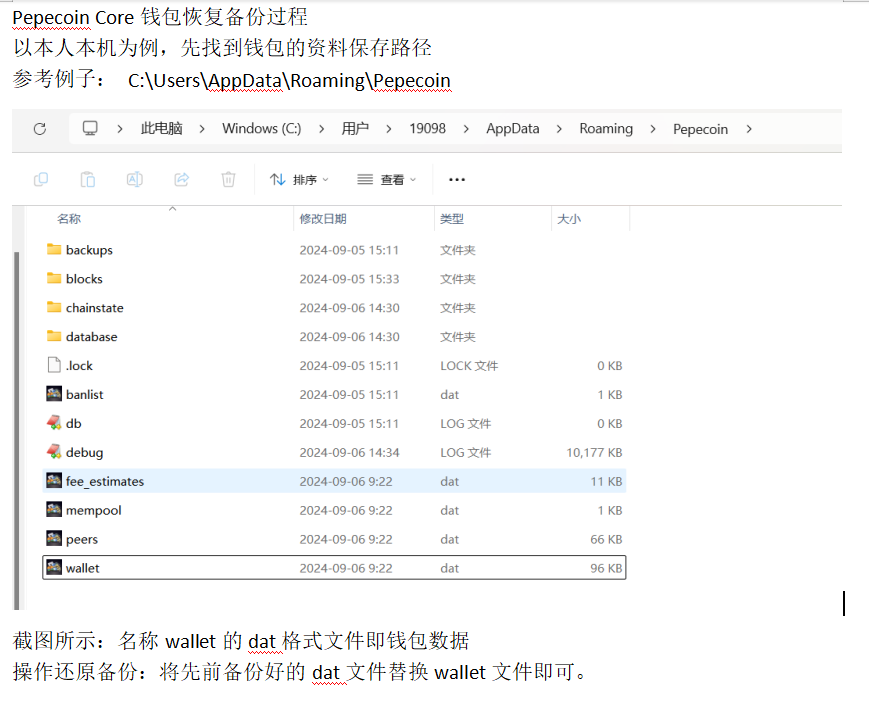 Pepecoin Core 钱包恢复备份过程
以本人本机为例，先找到钱包的资料保存路径
参考例子： C:\Users\AppData\Roaming\Pepecoin
此电脑 > Windows (C:) > 用户 > 19098 > AppData > Roaming > Pepecoin >
排序 查看 ···
名称 修改日期 类型 大小
backups 2024-09-05 15:11 文件夹
blocks 2024-09-05 15:33 文件夹
chainstate 2024-09-06 14:30 文件夹
database 2024-09-06 14:30 文件夹
.lock 2024-09-05 15:11 LOCK 文件 0 KB
banlist 2024-09-05 15:11 dat 1 KB
db 2024-09-05 15:11 LOG 文件 0 KB
debug 2024-09-06 14:34 LOG 文件 10,177 KB
fee_estimates 2024-09-06 9:22 dat 11 KB
mempool 2024-09-06 9:22 dat 1 KB
peers 2024-09-06 9:22 dat 66 KB
wallet 2024-09-06 9:22 dat 96 KB
截图所示：名称 wallet 的 dat 格式文件即钱包数据
操作还原备份：将先前备份好的 dat 文件替换 wallet 文件即可。